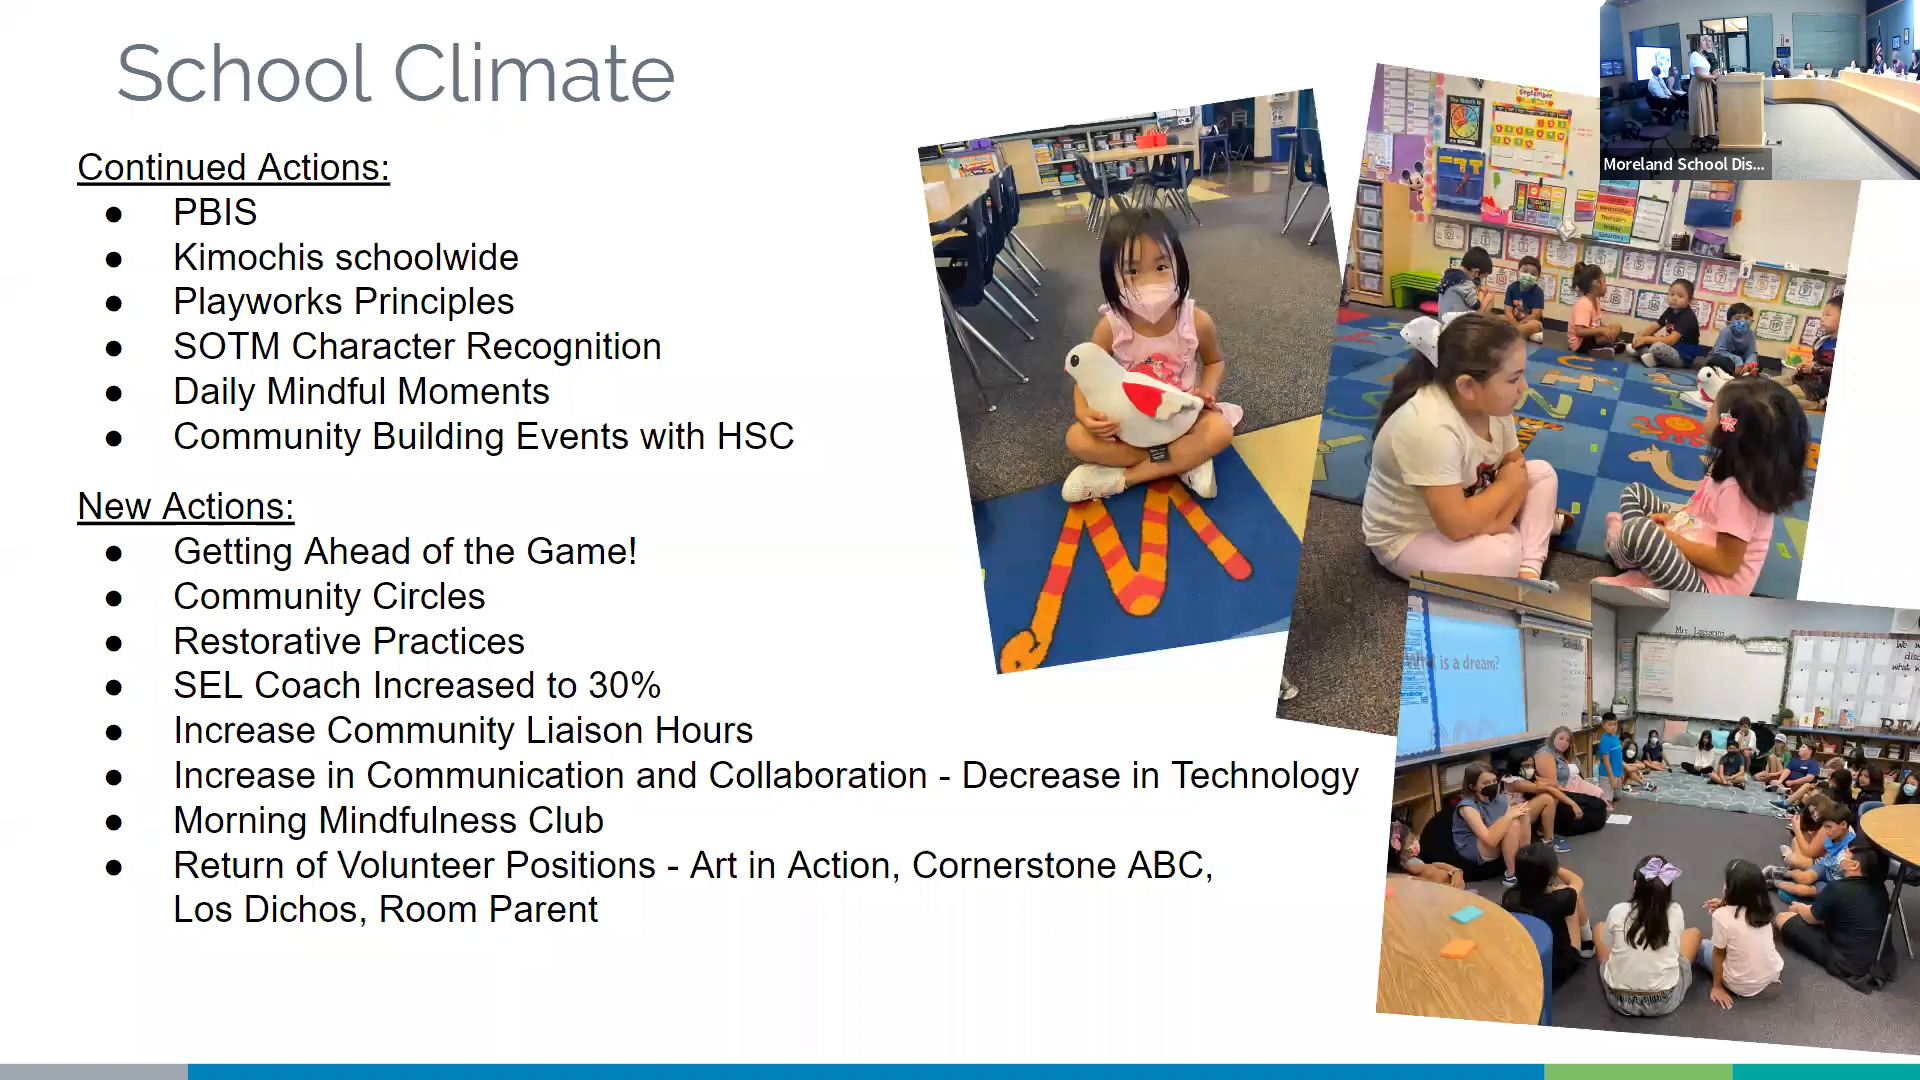 School Climate
Continued Actions:
● PBIS
● Kimochis schoolwide
● Playworks Principles
● SOTM Character Recognition
● Daily Mindful Moments
● Community Building Events with HSC
New Actions:
● Getting Ahead of the Game!
● Community Circles
● Restorative Practices
● SEL Coach Increased to 30%
● Increase Community Liaison Hours
● Increase in Communication and Collaboration - Decrease in Technology
● Morning Mindfulness Club
● Return of Volunteer Positions - Art in Action, Cornerstone ABC,
Los Dichos, Room Parent
Moreland School Dis...
September
is a dream?